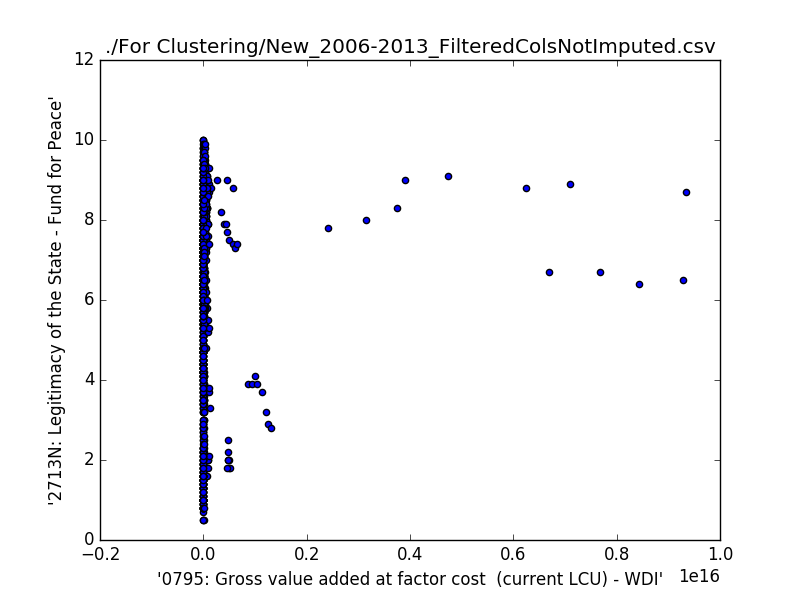 ./For Clustering/New_2006-2013_FilteredColsNotImputed.csv
12
10
8
6
4
2
0
'2713N: Legitimacy of the State - Fund for Peace'
−0.2 0.0 0.2 0.4 0.6 0.8 1.0
1e16
'0795: Gross value added at factor cost  (current LCU) - WDI'